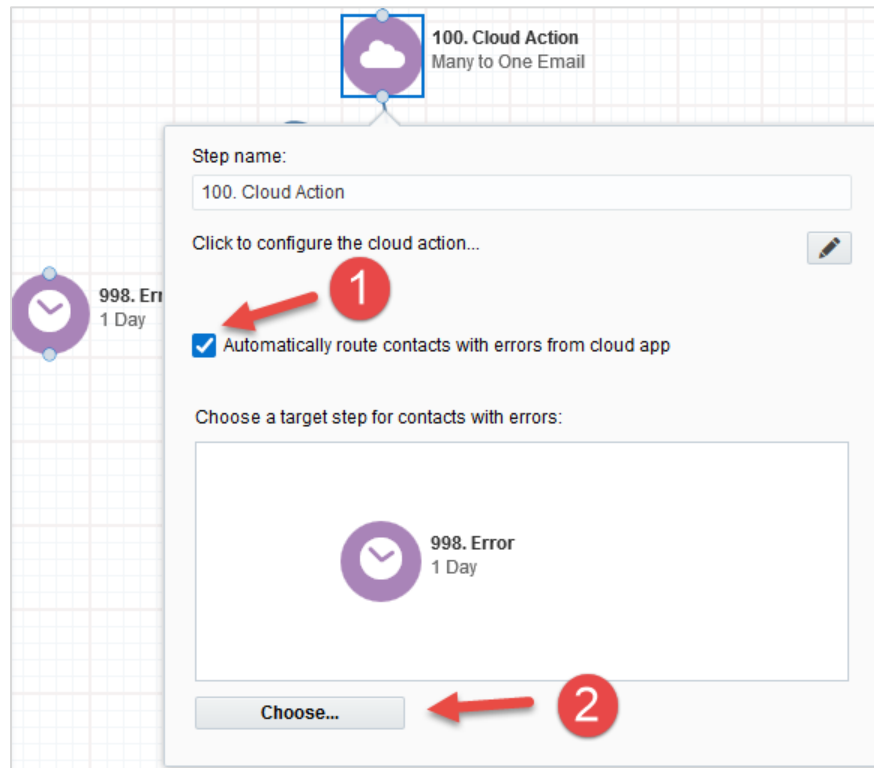 100. Cloud Action
Many to One Email
Step name:
100. Cloud Action
Click to configure the cloud action...
1
998. Err
1 Day
Automatically route contacts with errors from cloud app
Choose a target step for contacts with errors:
998. Error
1 Day
Choose...
2